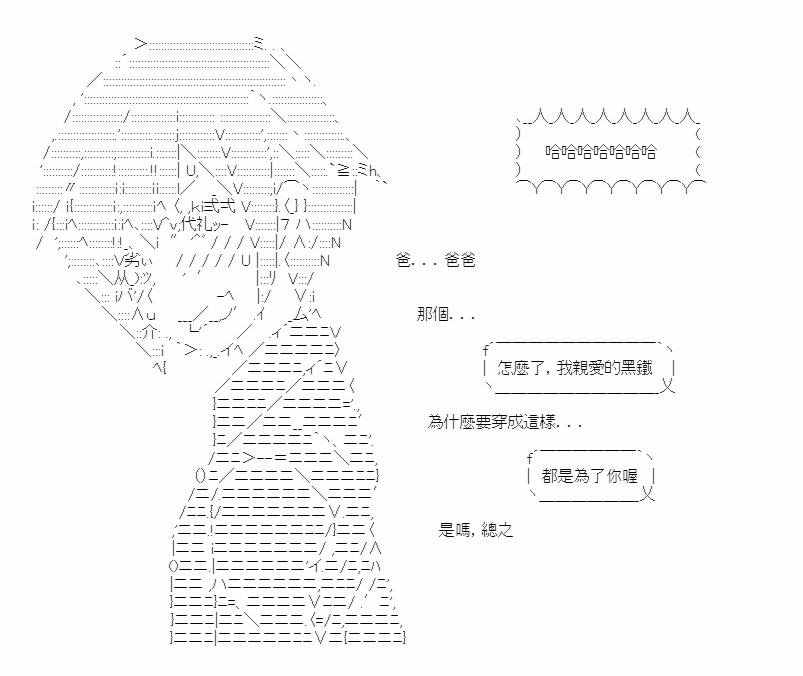 哈哈哈哈哈哈哈
爸．．．爸爸
那個．．．
怎麼了，我親愛的黑鐵
為什麼要穿成這樣．．．
都是為了你喔
是嗎，總之